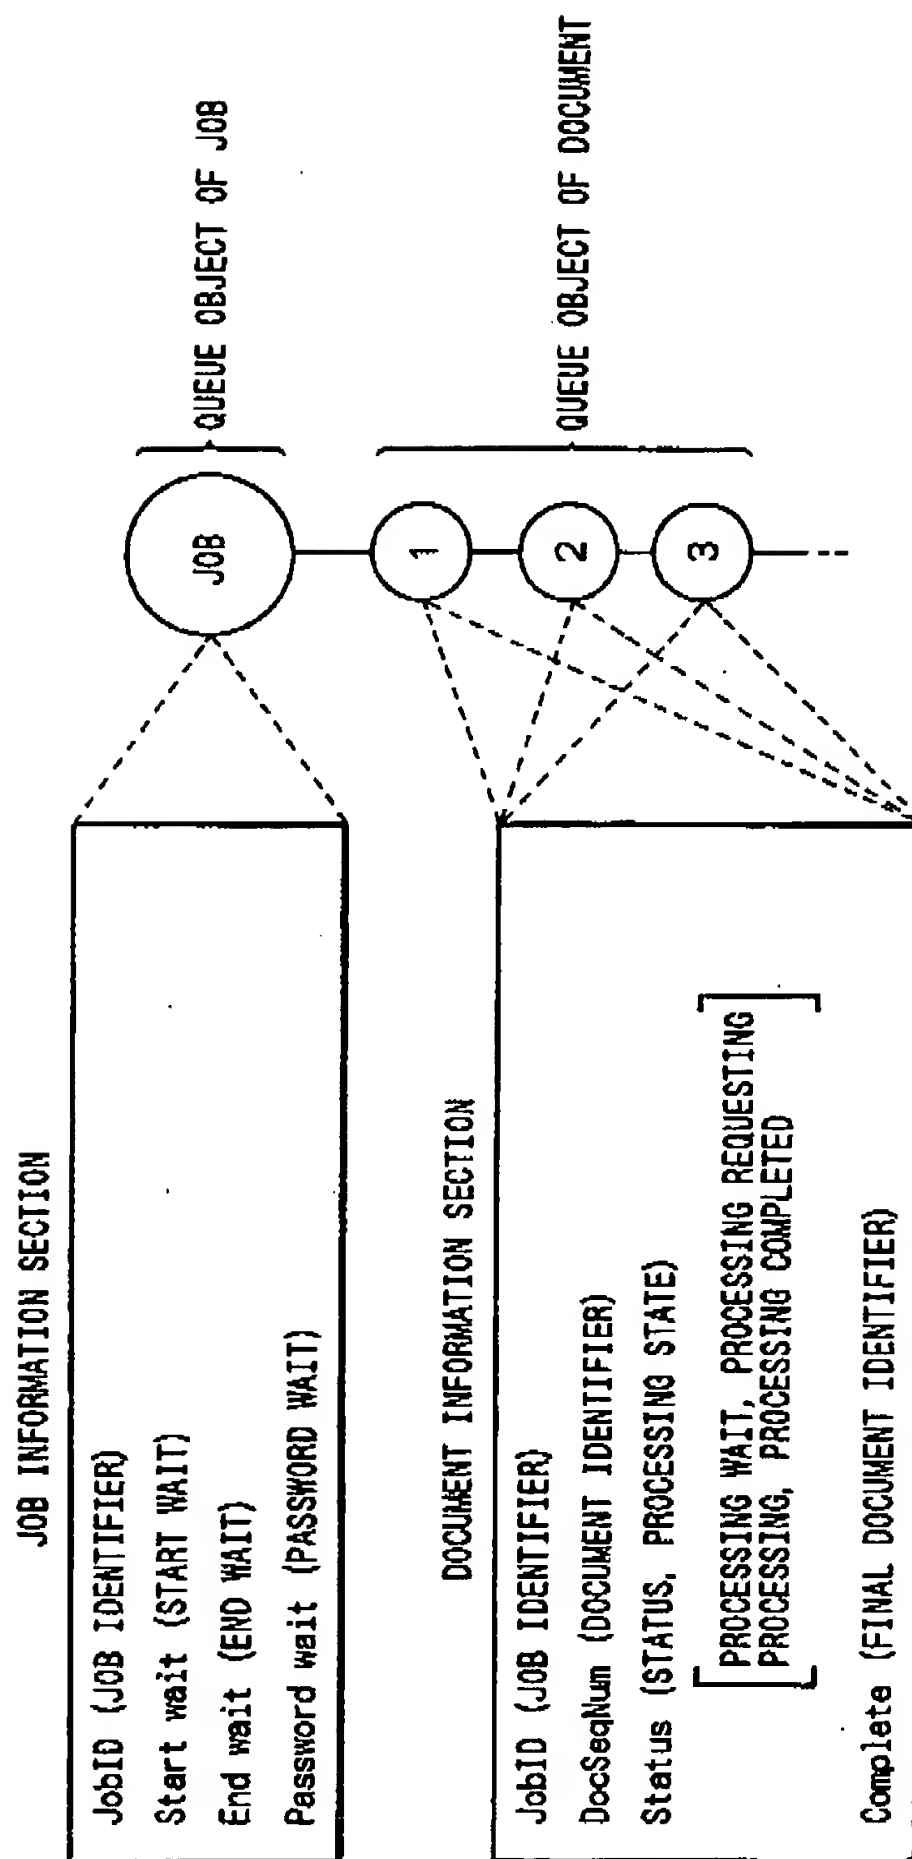 JOB INFORMATION SECTION
JobID (JOB IDENTIFIER)
Start wait (START WAIT)
End wait (END WAIT)
Password wait (PASSWORD WAIT)
JOB
QUEUE OBJECT OF JOB
DOCUMENT INFORMATION SECTION
JobID (JOB IDENTIFIER)
DocSeqNum (DOCUMENT IDENTIFIER)
Status (STATUS, PROCESSING STATE)
PROCESSING WAIT, PROCESSING REQUESTING
PROCESSING, PROCESSING COMPLETED
Complete (FINAL DOCUMENT IDENTIFIER)
1
2
3
QUEUE OBJECT OF DOCUMENT